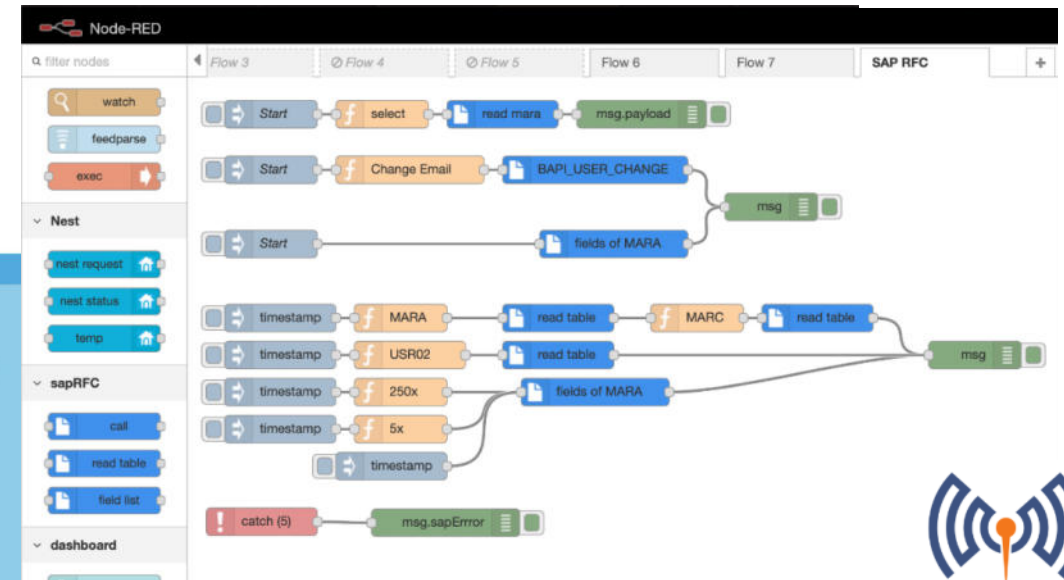 Node-RED
filter nodes
Flow 3
Flow 4
Flow 5
Flow 6
Flow 7
SAP RFC
watch
feedparse
exec
Nest
nest request
nest status
temp
sapRFC
call
read table
field list
dashboard
Start
select
read mara
msg.payload
Start
Change Email
BAPI_USER_CHANGE
msg
Start
fields of MARA
timestamp
MARA
read table
MARC
read table
timestamp
USR02
read table
msg
timestamp
250x
fields of MARA
timestamp
5x
timestamp
catch (5)
msg.sapErrror